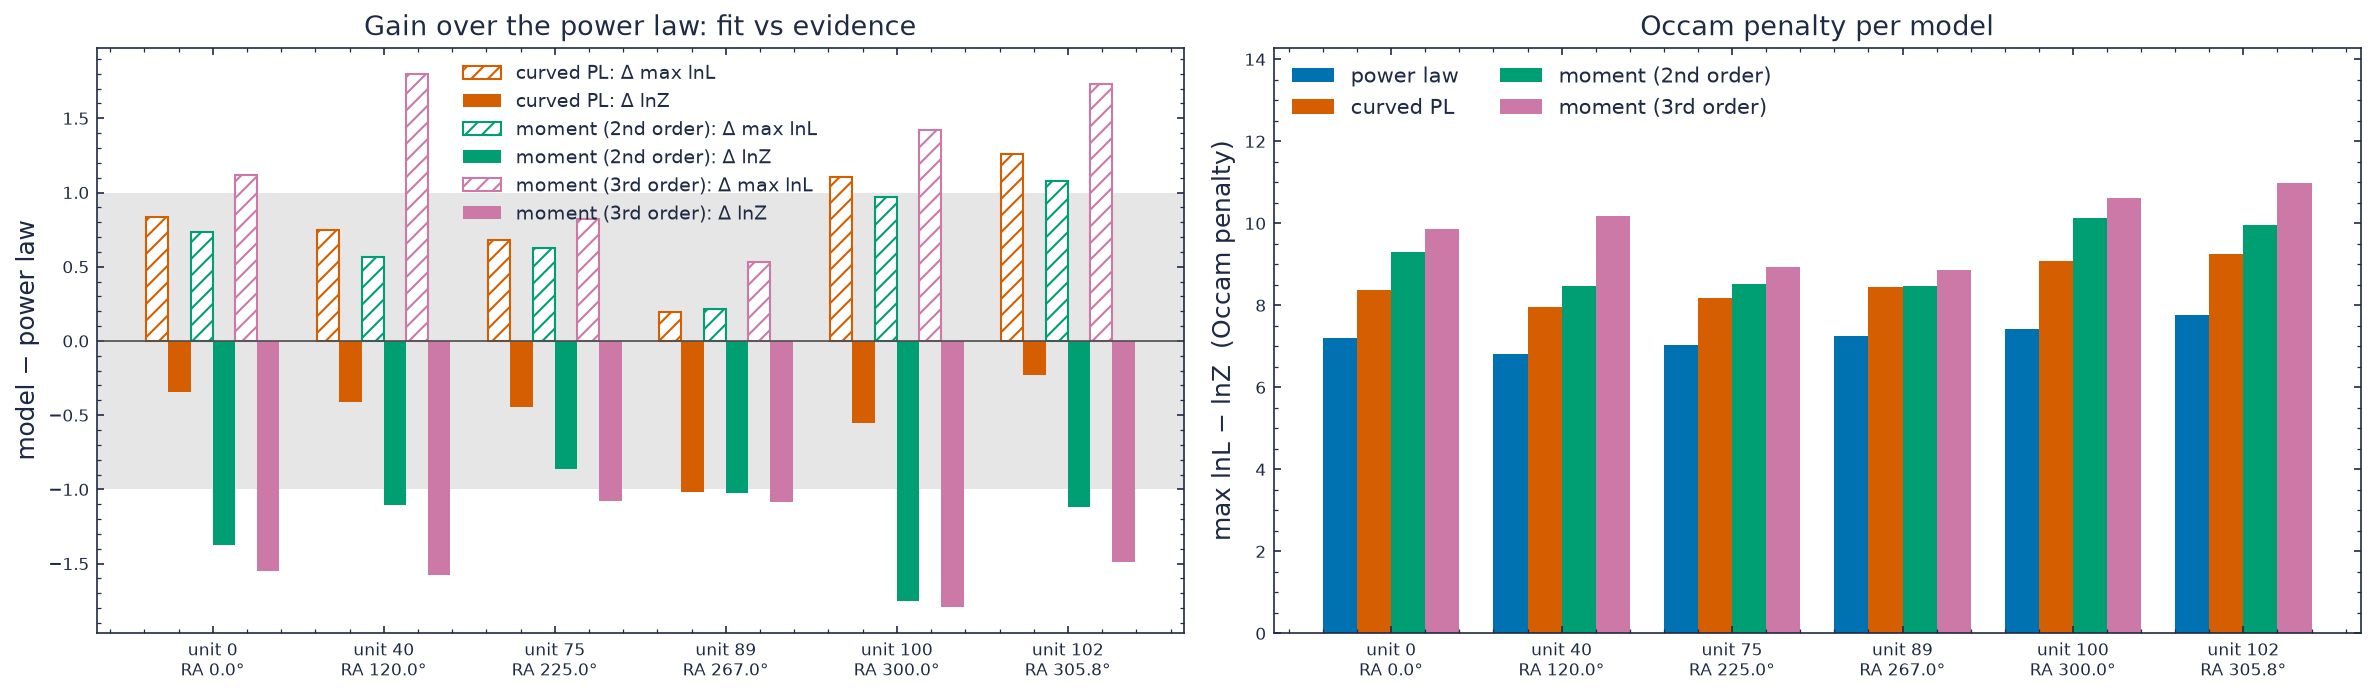 Gain over the power law: fit vs evidence
model − power law
1.5
1.0
0.5
0.0
−0.5
−1.0
−1.5
curved PL: Δ max lnL
curved PL: Δ lnZ
moment (2nd order): Δ max lnL
moment (2nd order): Δ lnZ
moment (3rd order): Δ max lnL
moment (3rd order): Δ lnZ
unit 0
RA 0.0°
unit 40
RA 120.0°
unit 75
RA 225.0°
unit 89
RA 267.0°
unit 100
RA 300.0°
unit 102
RA 305.8°
Occam penalty per model
max lnL − lnZ (Occam penalty)
14
12
10
8
6
4
2
0
power law
curved PL
moment (2nd order)
moment (3rd order)
unit 0
RA 0.0°
unit 40
RA 120.0°
unit 75
RA 225.0°
unit 89
RA 267.0°
unit 100
RA 300.0°
unit 102
RA 305.8°